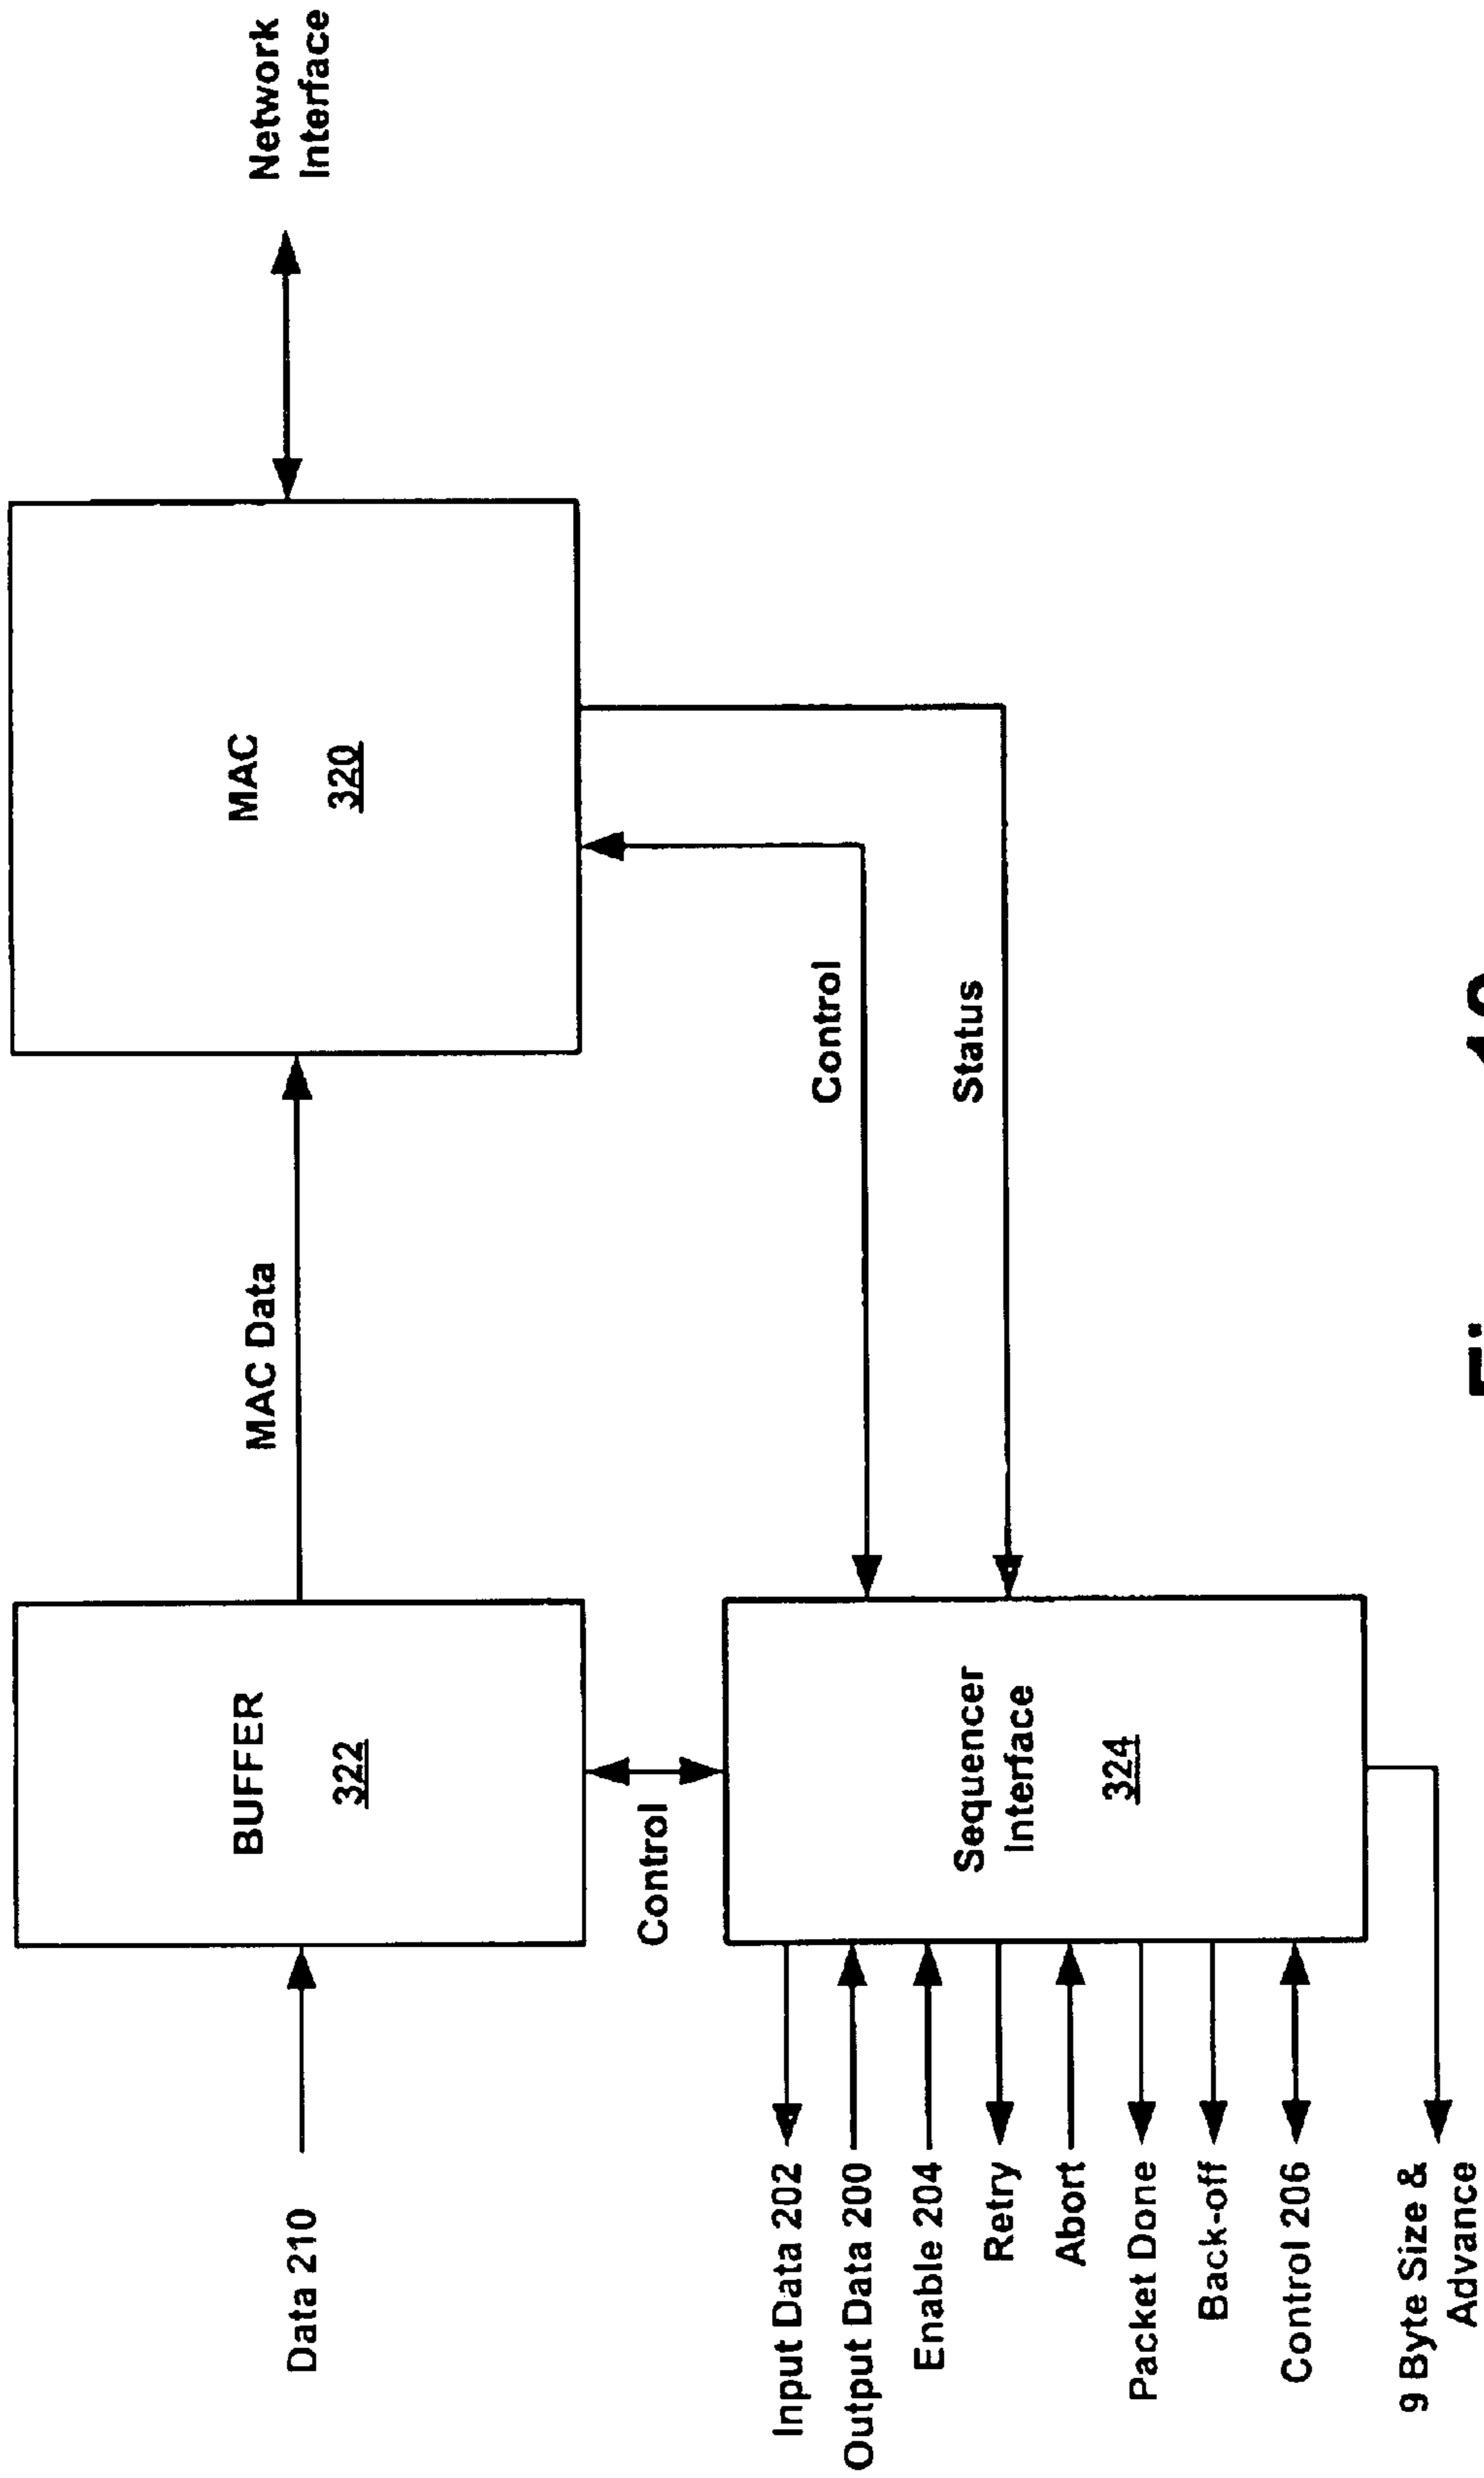 Network
Interface
MAC
320
MAC Data
BUFFER
322
Control
Status
Control
Sequencer
Interface
324
Data 210
Input Data 202
Output Data 200
Enable 204
Retry
Abort
Packet Done
Back-off
Control 206
9 Byte Size &
Advance